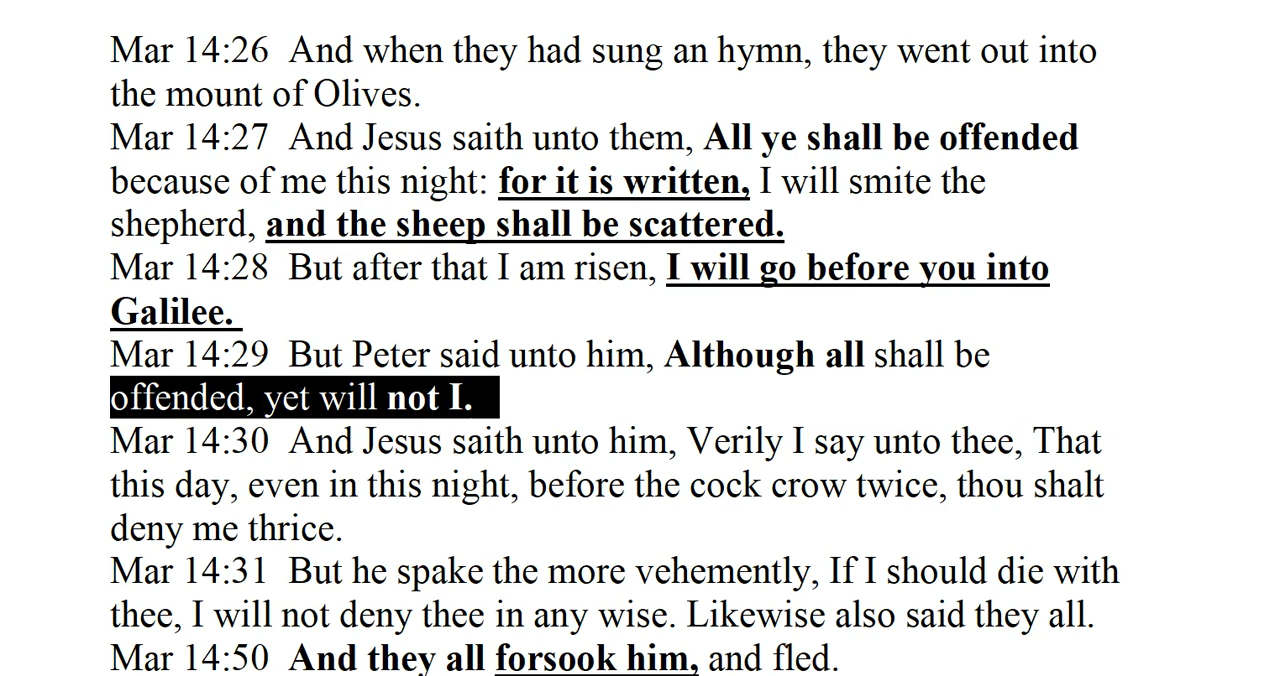 Mar 14:26  And when they had sung an hymn, they went out into
the mount of Olives.
Mar 14:27  And Jesus saith unto them, All ye shall be offended
because of me this night: for it is written, I will smite the
shepherd, and the sheep shall be scattered.
Mar 14:28  But after that I am risen, I will go before you into
Galilee.
Mar 14:29  But Peter said unto him, Although all shall be
offended, yet will not I.
Mar 14:30  And Jesus saith unto him, Verily I say unto thee, That
this day, even in this night, before the cock crow twice, thou shalt
deny me thrice.
Mar 14:31  But he spake the more vehemently, If I should die with
thee, I will not deny thee in any wise. Likewise also said they all.
Mar 14:50  And they all forsook him, and fled.